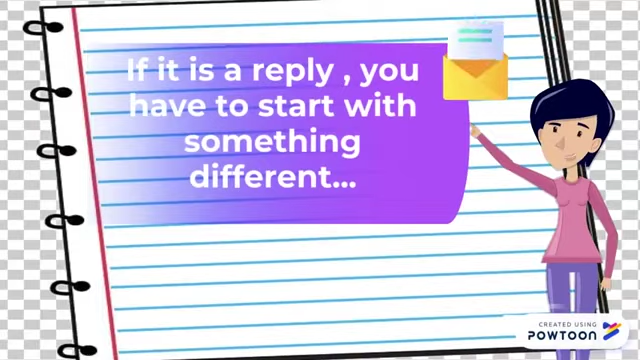 If it is a reply , you
have to start with
something
different...
CREATED USING
POWTOON